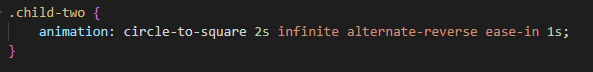 .child-two {
    animation: circle-to-square 2s infinite alternate-reverse ease-in 1s;
}